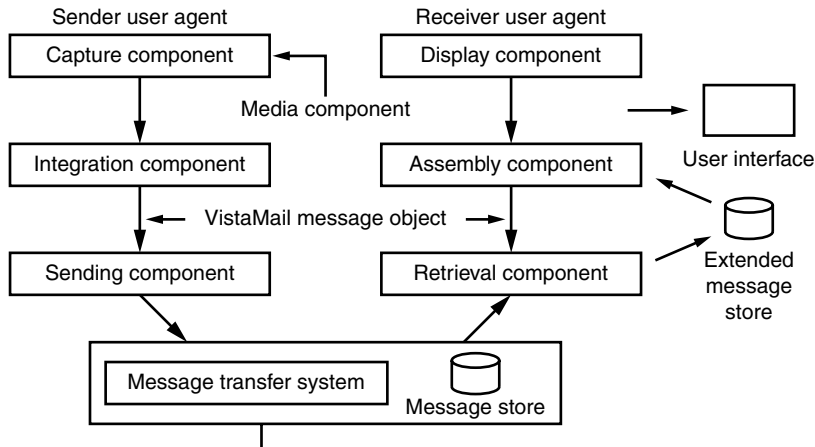 Sender user agent
Receiver user agent
Capture component
Display component
Media component
Integration component
Assembly component
User interface
VistaMail message object
Sending component
Retrieval component
Extended
message
store
Message transfer system
Message store